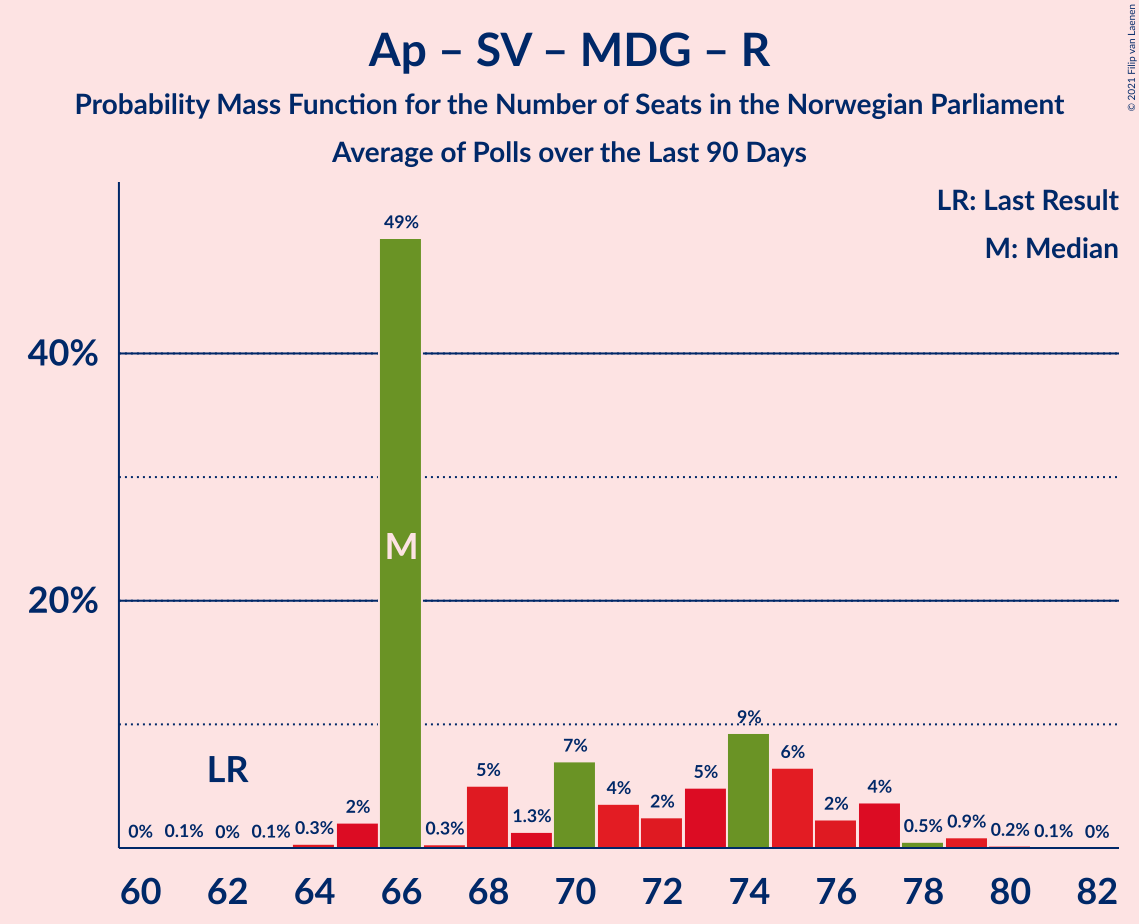 Ap – SV – MDG – R
Probability Mass Function for the Number of Seats in the Norwegian Parliament
Average of Polls over the Last 90 Days
© 2021 Filip van Laenen
LR: Last Result
M: Median
49%
40%
M
20%
9%
LR
7%
6%
5%
5%
4%
4%
2%
2%
2%
0%
0.1%
0%
0.1%
0.3%
0.3%
1.3%
0.5%
0.9%
0.2%
0.1%
0%
60 62 64 66 68 70 72 74 76 78 80 82